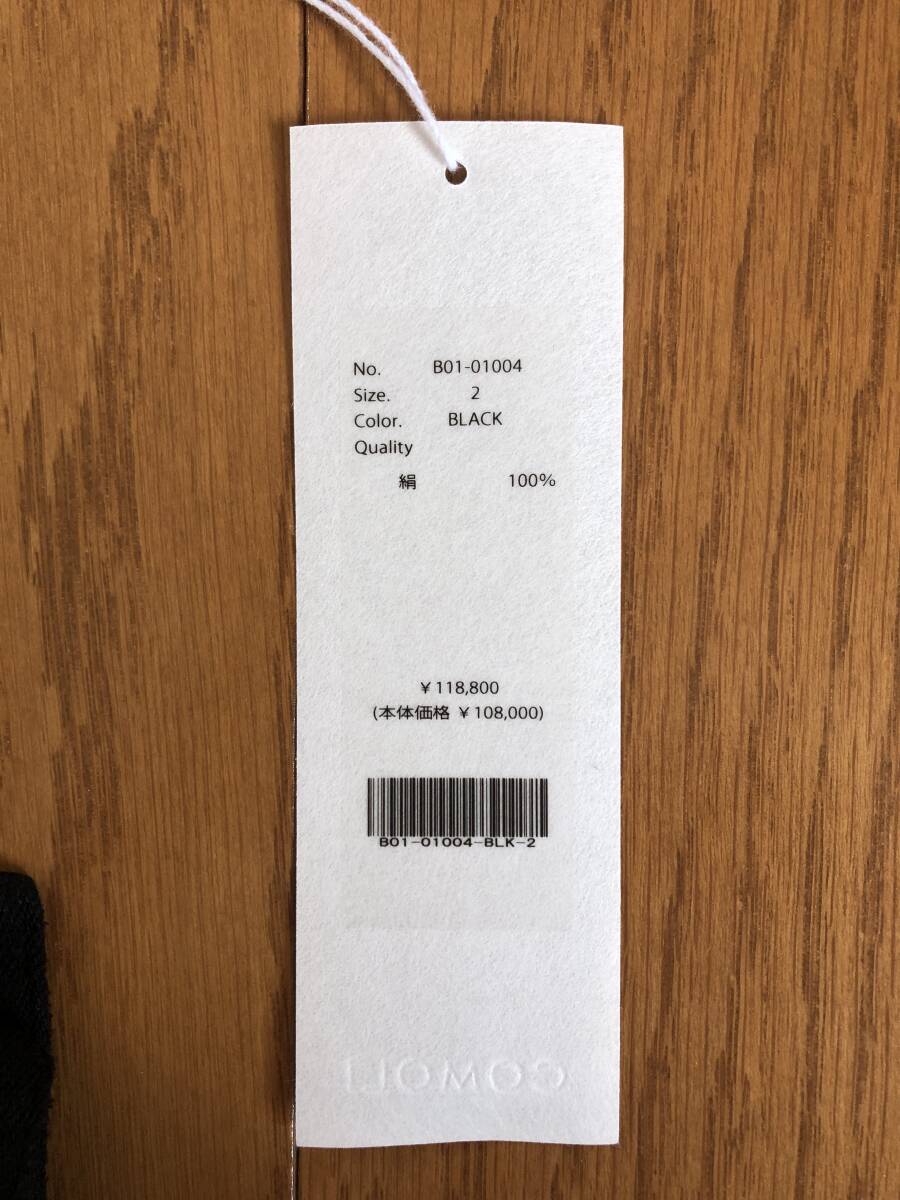 No. B01-01004
Size. 2
Color. BLACK
Quality
絹 100%
¥ 118,800
(本体価格 ¥ 108,000)
B01-01004-BLK-2
COMOLI